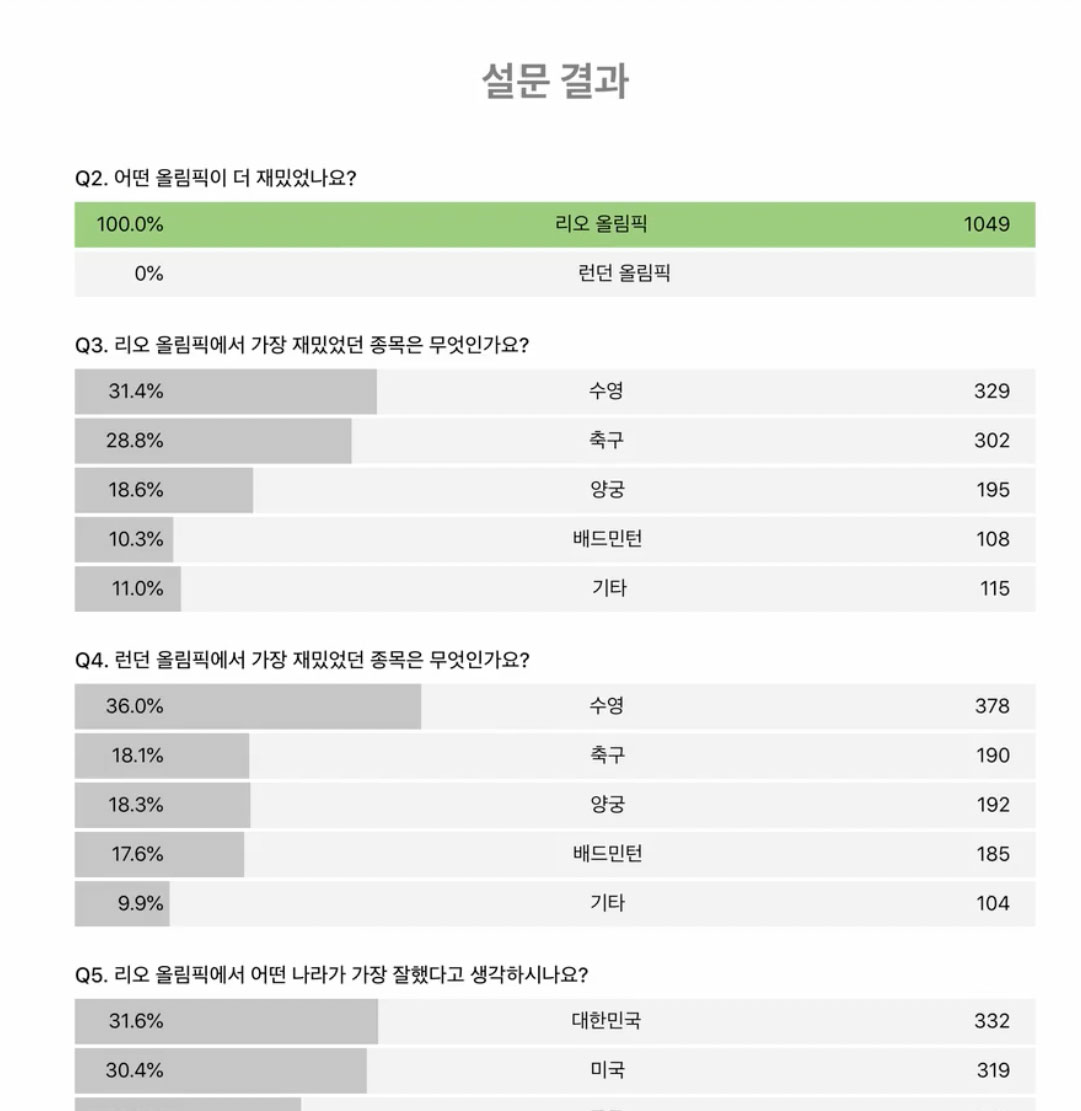 설문 결과
Q2. 어떤 올림픽이 더 재밌었나요?
100.0% 리오 올림픽 1049
0% 런던 올림픽
Q3. 리오 올림픽에서 가장 재밌었던 종목은 무엇인가요?
31.4% 수영 329
28.8% 축구 302
18.6% 양궁 195
10.3% 배드민턴 108
11.0% 기타 115
Q4. 런던 올림픽에서 가장 재밌었던 종목은 무엇인가요?
36.0% 수영 378
18.1% 축구 190
18.3% 양궁 192
17.6% 배드민턴 185
9.9% 기타 104
Q5. 리오 올림픽에서 어떤 나라가 가장 잘했다고 생각하시나요?
31.6% 대한민국 332
30.4% 미국 319